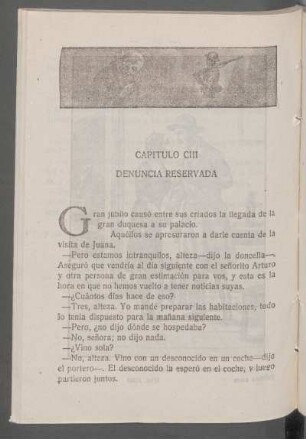 CAPITULO CIII
DENUNCIA RESERVADA
Gran júbilo causó entre sus criados la llegada de la
gran duquesa a su palacio.
Aquéllos se apresuraron a darle cuenta de la
visita de Juana.
—Pero estamos intranquilos, alteza—dijo la doncella—.
Aseguró que vendría al día siguiente con el señorito Arturo
y otra persona de gran estimación para vos, y esta es la
hora en que no hemos vuelto a tener noticias suyas.
—¿Cuántos días hace de eso?
—Tres, alteza. Yo mandé preparar las habitaciones, todo
lo tenía dispuesto para la mañana siguiente.
—Pero, ¿no dijo dónde se hospedaba?
—No, señora; no dijo nada.
—¿Vino sola?
—No, alteza. Vino con un desconocido en un coche—dijo
el portero—. El desconocido la esperó en el coche, y luego
partieron juntos.